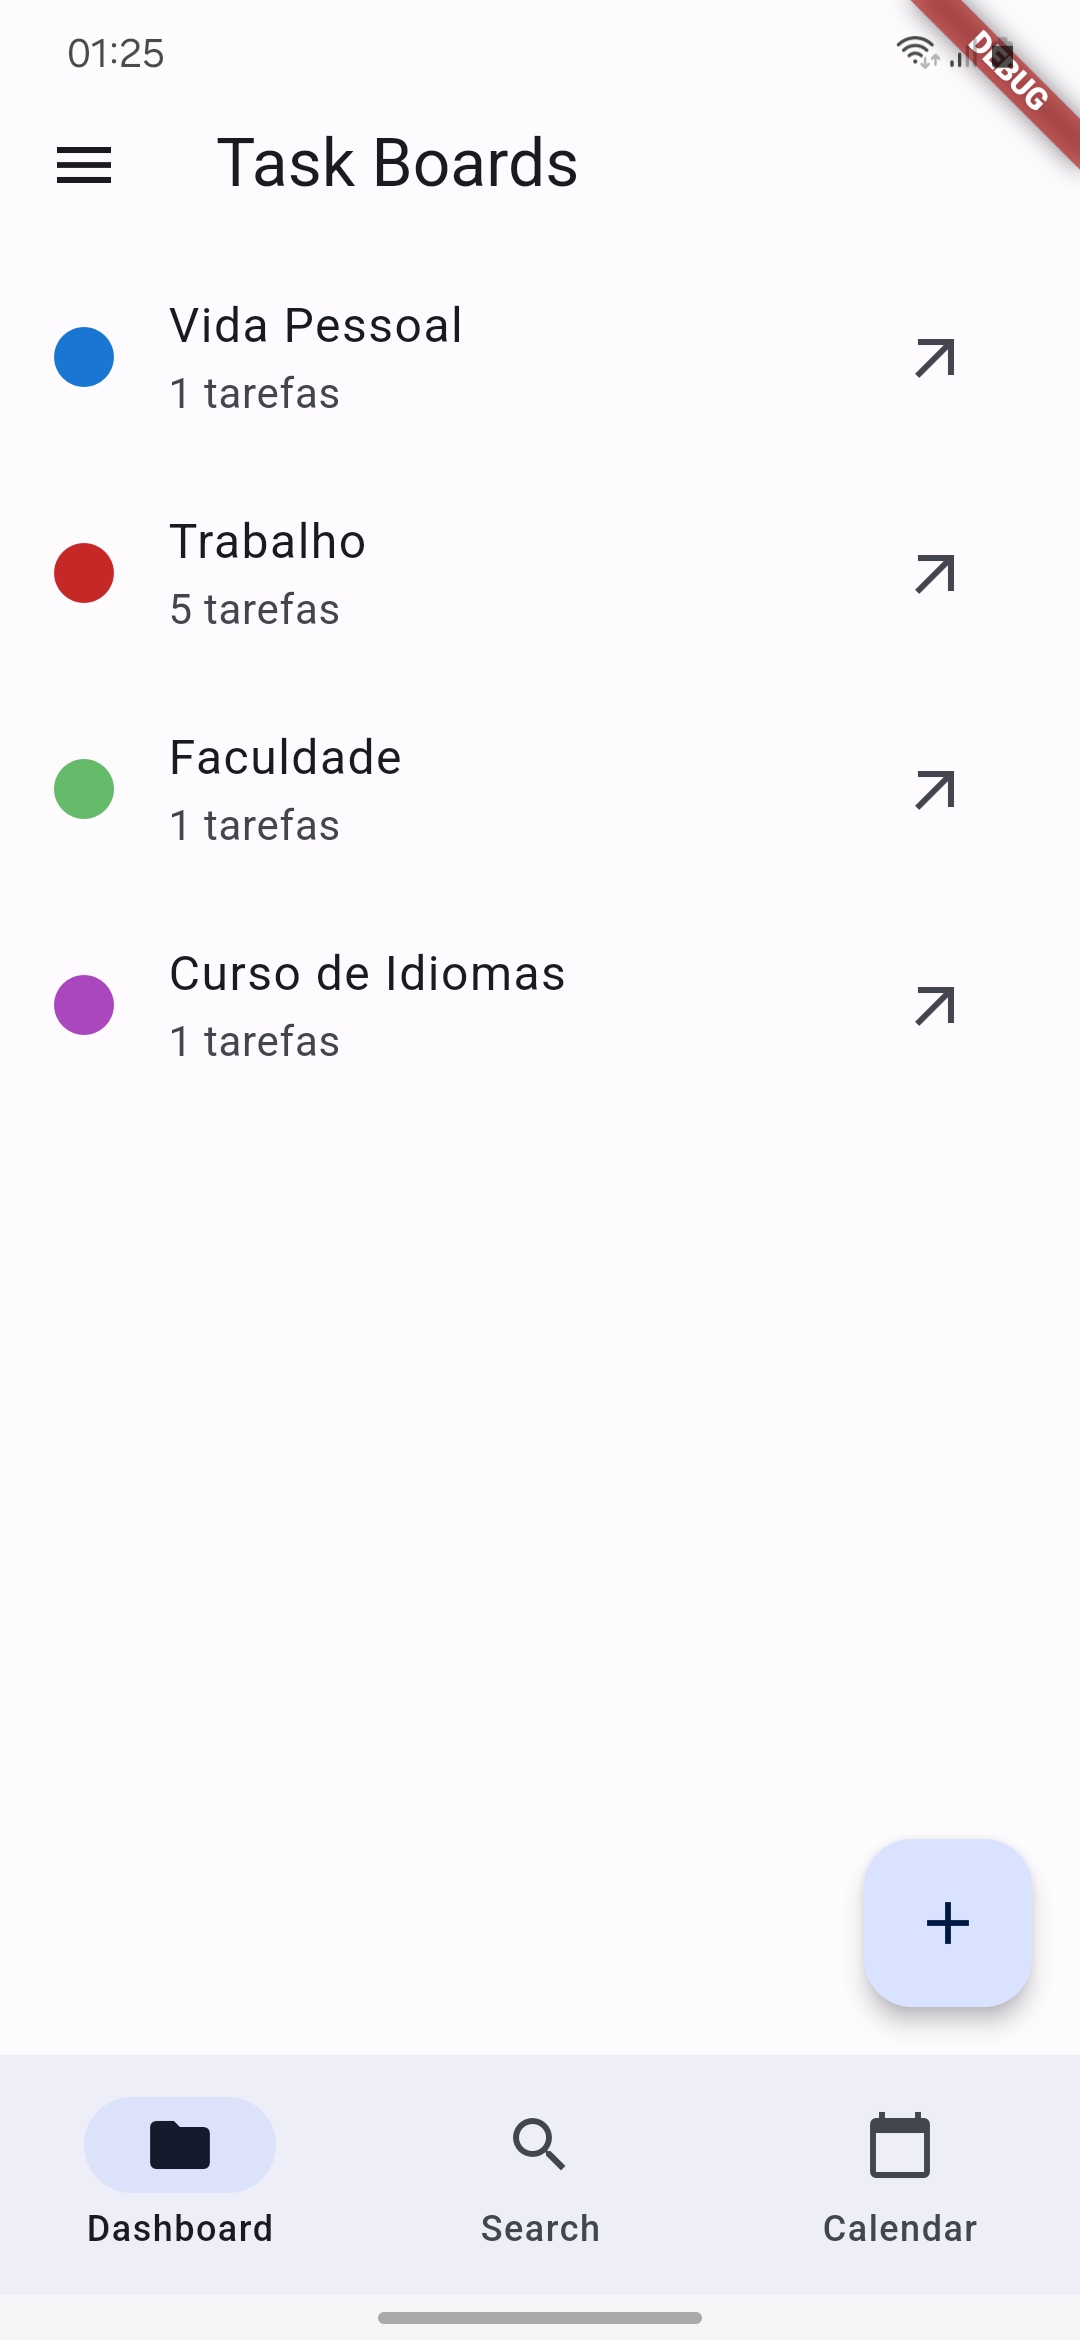 01:25
DEBUG
Task Boards
Vida Pessoal
1 tarefas
Trabalho
5 tarefas
Faculdade
1 tarefas
Curso de Idiomas
1 tarefas
Dashboard
Search
Calendar